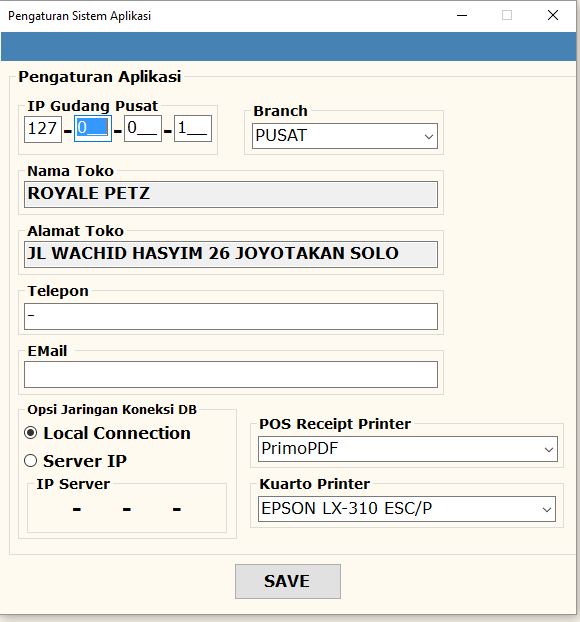 Pengaturan Sistem Aplikasi
Pengaturan Aplikasi
IP Gudang Pusat
127 - 0__ - 0__ - 1__
Branch
PUSAT
Nama Toko
ROYALE PETZ
Alamat Toko
JL WACHID HASYIM 26 JOYOTAKAN SOLO
Telepon
-
EMail
Opsi Jaringan Koneksi DB
Local Connection
Server IP
IP Server
- - -
POS Receipt Printer
PrimoPDF
Kuarto Printer
EPSON LX-310 ESC/P
SAVE